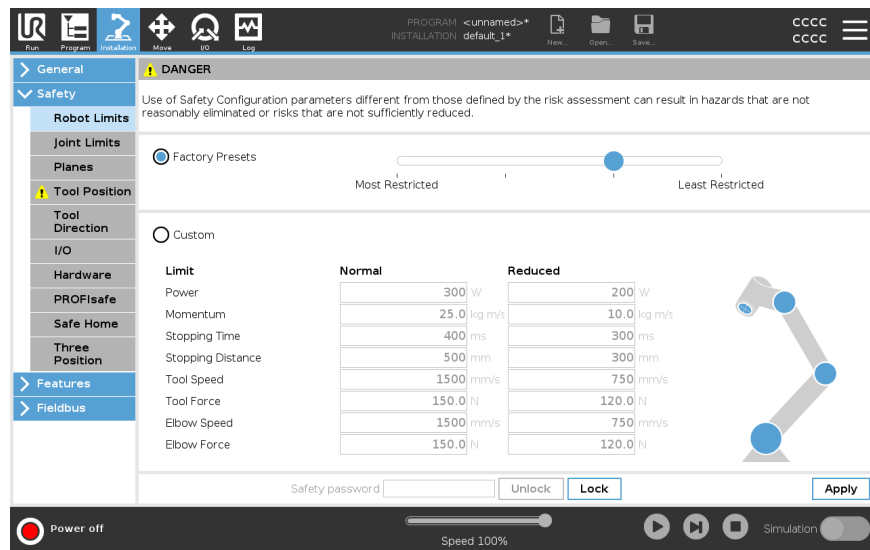 PROGRAM <unnamed>*
INSTALLATION default_1*
cccc
cccc
Run Program Installation Move I/O Log New... Open... Save...
General
Safety
Robot Limits
Joint Limits
Planes
Tool Position
Tool
Direction
I/O
Hardware
PROFIsafe
Safe Home
Three
Position
Features
Fieldbus
DANGER
Use of Safety Configuration parameters different from those defined by the risk assessment can result in hazards that are not
reasonably eliminated or risks that are not sufficiently reduced.
Factory Presets
Most Restricted Least Restricted
Custom
Limit Normal Reduced
Power 300 W 200 W
Momentum 25.0 kg m/s 10.0 kg m/s
Stopping Time 400 ms 300 ms
Stopping Distance 500 mm 300 mm
Tool Speed 1500 mm/s 750 mm/s
Tool Force 150.0 N 120.0 N
Elbow Speed 1500 mm/s 750 mm/s
Elbow Force 150.0 N 120.0 N
Safety password Unlock Lock Apply
Power off
Speed 100%
Simulation